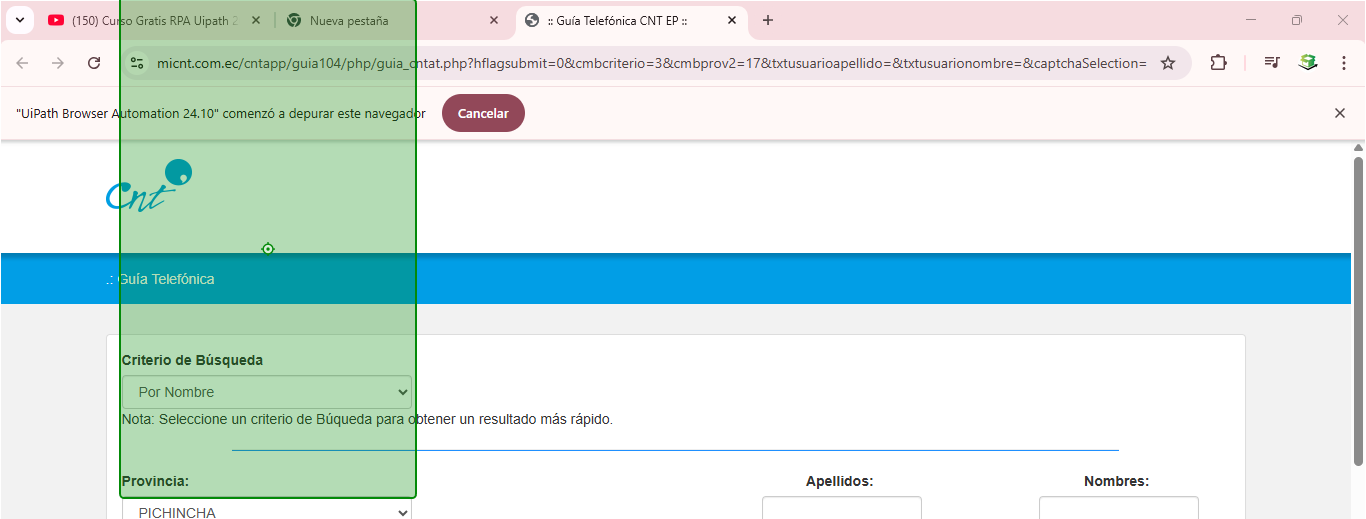 (150) Curso Gratis RPA Uipath 2
Nueva pestaña
:: Guía Telefónica CNT EP ::
micnt.com.ec/cntapp/guia104/php/guia_cntat.php?hflagsubmit=0&cmbcriterio=3&cmbprov2=17&txtusuarioapellido=&txtusuarionombre=&captchaSelection=
"UiPath Browser Automation 24.10" comenzó a depurar este navegador
Cancelar
Cnt
.: Guía Telefónica
Criterio de Búsqueda
Por Nombre
Nota: Seleccione un criterio de Búqueda para obtener un resultado más rápido.
Provincia: Apellidos: Nombres:
PICHINCHA